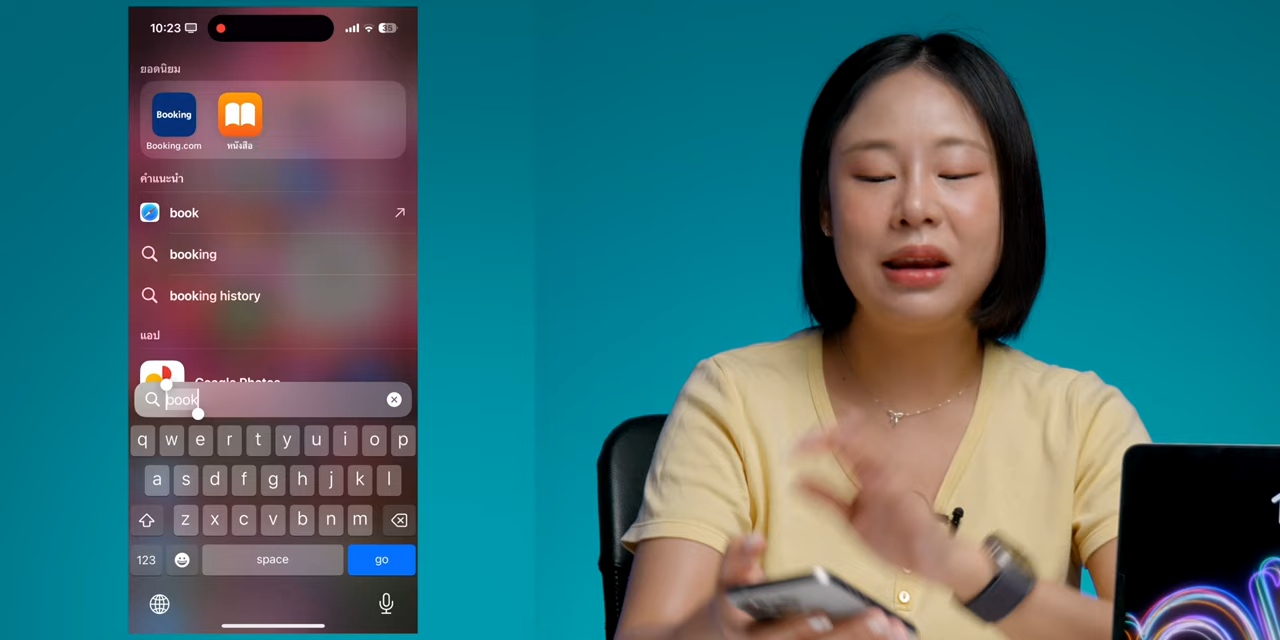 10:23
35
ยอดนิยม
Booking
Booking.com
หนังสือ
คำแนะนำ
book
booking
booking history
แอป
Google Photos
book
q w e r t y u i o p
a s d f g h j k l
z x c v b n m
123
space
go